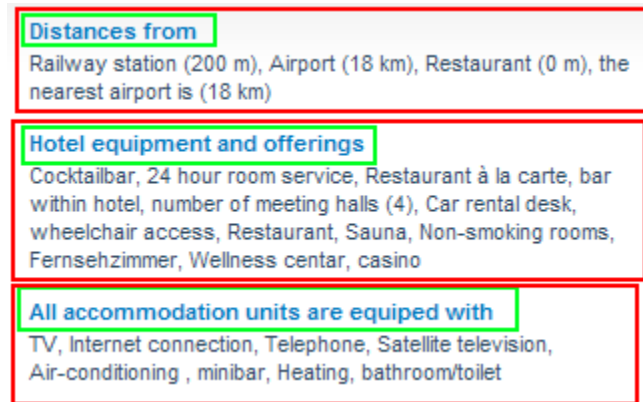 Distances from
Railway station (200 m), Airport (18 km), Restaurant (0 m), the
nearest airport is (18 km)
Hotel equipment and offerings
Cocktailbar, 24 hour room service, Restaurant à la carte, bar
within hotel, number of meeting halls (4), Car rental desk,
wheelchair access, Restaurant, Sauna, Non-smoking rooms,
Fernsehzimmer, Wellness centar, casino
All accommodation units are equiped with
TV, Internet connection, Telephone, Satellite television,
Air-conditioning , minibar, Heating, bathroom/toilet